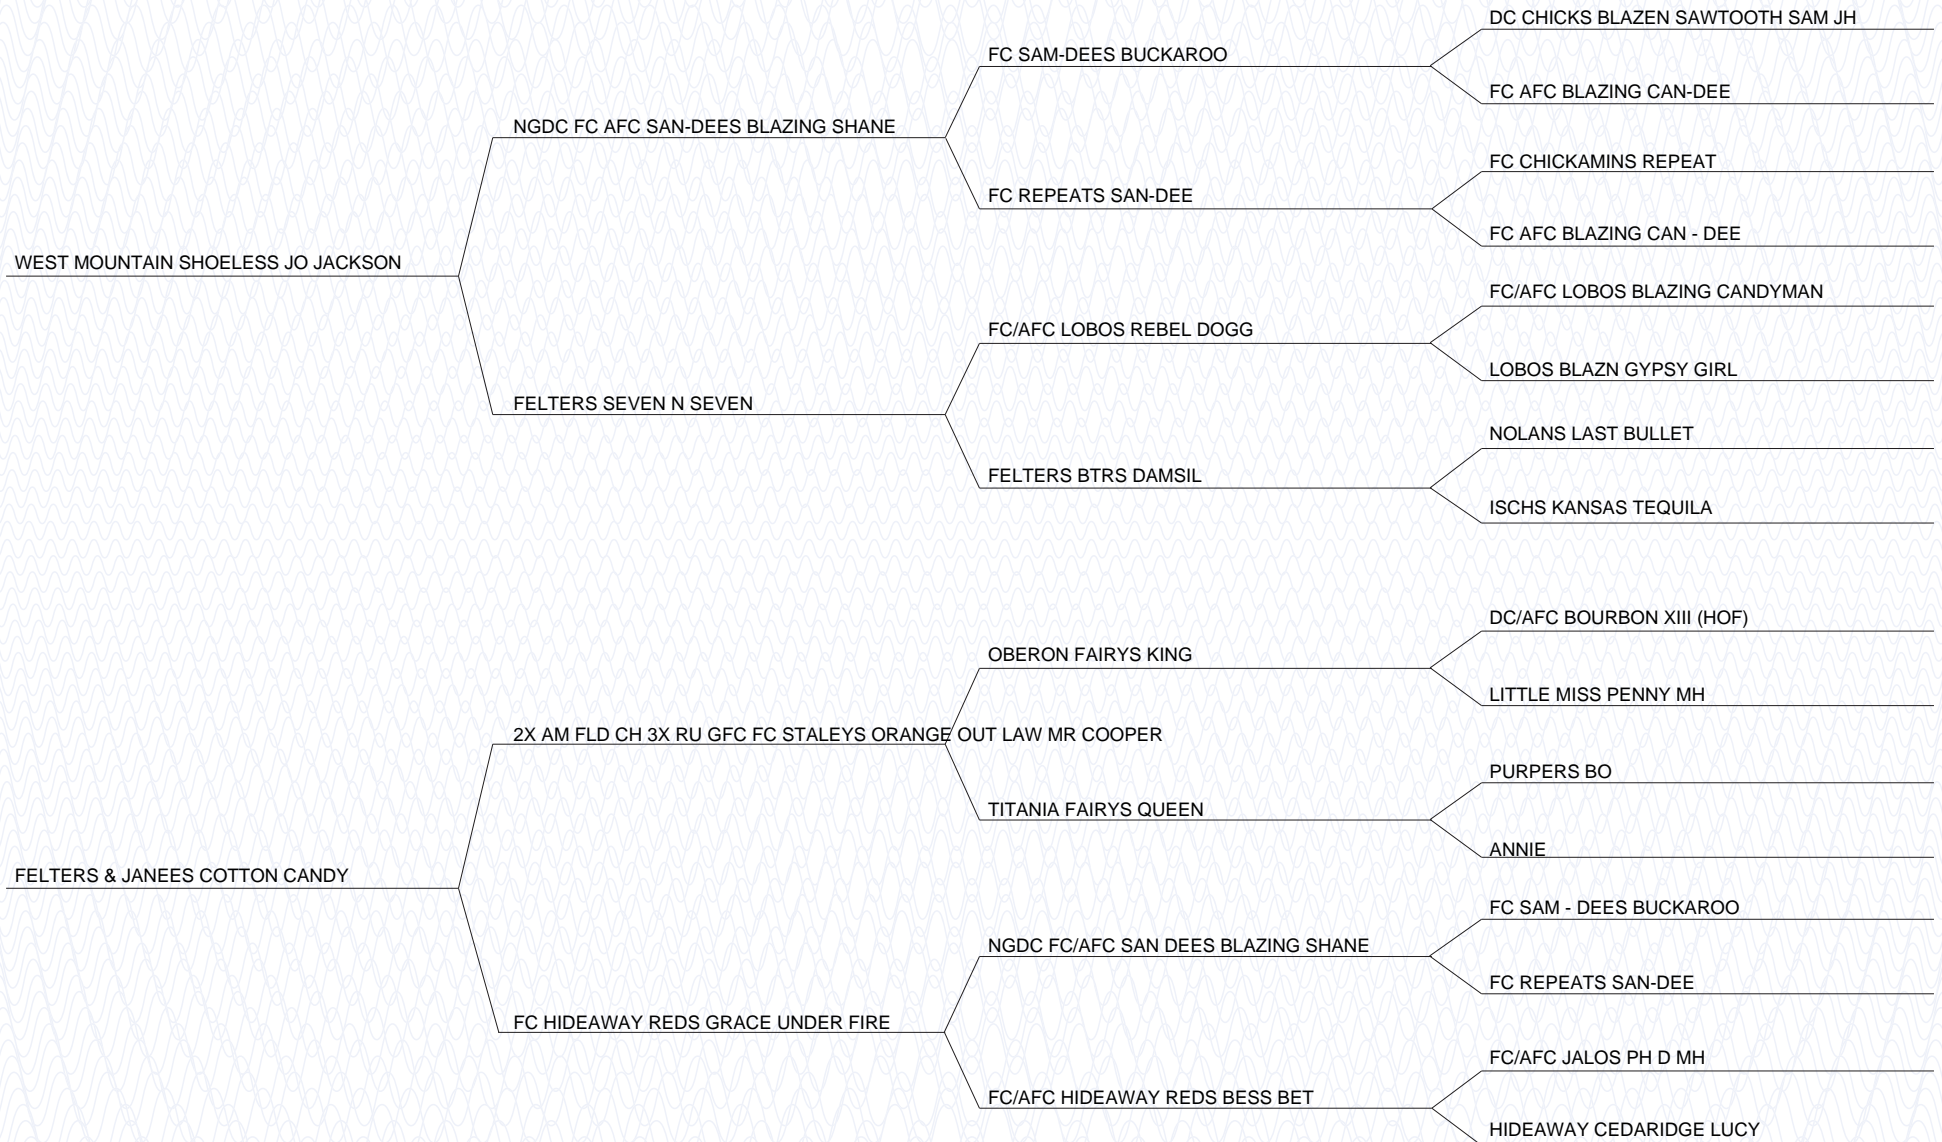 DC CHICKS BLAZEN SAWTOOTH SAM JH
FC SAM-DEES BUCKAROO
FC AFC BLAZING CAN-DEE
NGDC FC AFC SAN-DEES BLAZING SHANE
FC CHICKAMINS REPEAT
FC REPEATS SAN-DEE
FC AFC BLAZING CAN - DEE
WEST MOUNTAIN SHOELESS JO JACKSON
FC/AFC LOBOS BLAZING CANDYMAN
FC/AFC LOBOS REBEL DOGG
LOBOS BLAZN GYPSY GIRL
FELTERS SEVEN N SEVEN
NOLANS LAST BULLET
FELTERS BTRS DAMSIL
ISCHS KANSAS TEQUILA
DC/AFC BOURBON XIII (HOF)
OBERON FAIRYS KING
LITTLE MISS PENNY MH
2X AM FLD CH 3X RU GFC FC STALEYS ORANGE OUT LAW MR COOPER
PURPERS BO
TITANIA FAIRYS QUEEN
ANNIE
FELTERS & JANEES COTTON CANDY
FC SAM - DEES BUCKAROO
NGDC FC/AFC SAN DEES BLAZING SHANE
FC REPEATS SAN-DEE
FC HIDEAWAY REDS GRACE UNDER FIRE
FC/AFC JALOS PH D MH
FC/AFC HIDEAWAY REDS BESS BET
HIDEAWAY CEDARIDGE LUCY